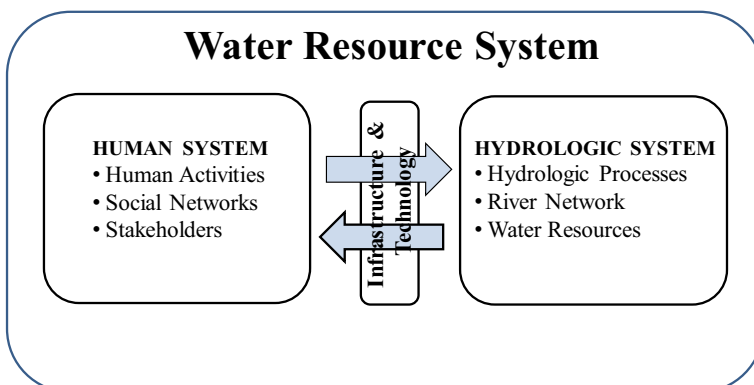 Water Resource System
HUMAN SYSTEM
• Human Activities
• Social Networks
• Stakeholders
Infrastructure &
Technology
HYDROLOGIC SYSTEM
• Hydrologic Processes
• River Network
• Water Resources